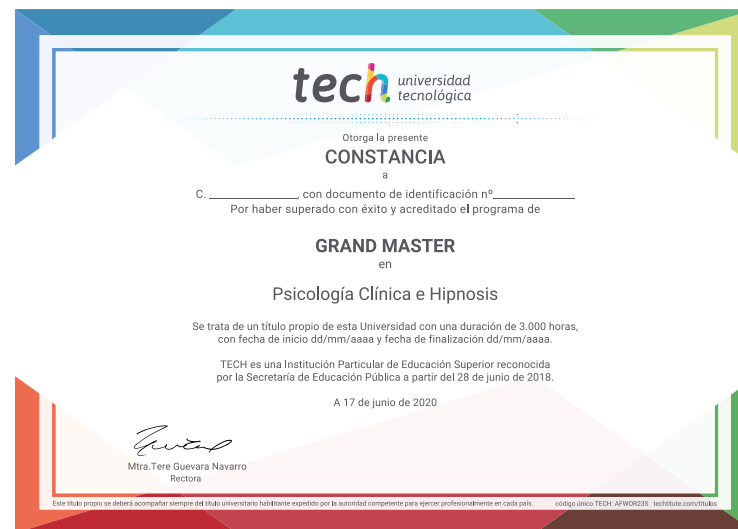 tech universidad
tecnológica
Otorga la presente
CONSTANCIA
a
C. ______________, con documento de identificación nº______________
Por haber superado con éxito y acreditado el programa de
GRAND MASTER
en
Psicología Clínica e Hipnosis
Se trata de un título propio de esta Universidad con una duración de 3.000 horas,
con fecha de inicio dd/mm/aaaa y fecha de finalización dd/mm/aaaa.
TECH es una Institución Particular de Educación Superior reconocida
por la Secretaría de Educación Pública a partir del 28 de junio de 2018.
A 17 de junio de 2020
Mtra.Tere Guevara Navarro
Rectora
Este título propio se deberá acompañar siempre del título universitario habilitante expedido por la autoridad competente para ejercer profesionalmente en cada país. código único TECH: AFWOR23S techtitute.com/titulos